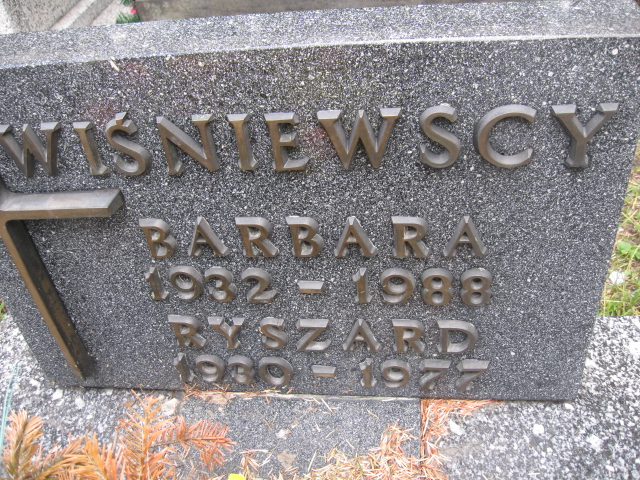 WIŚNIEWSCY
BARBARA
1932 - 1988
RYSZARD
1930 - 1977